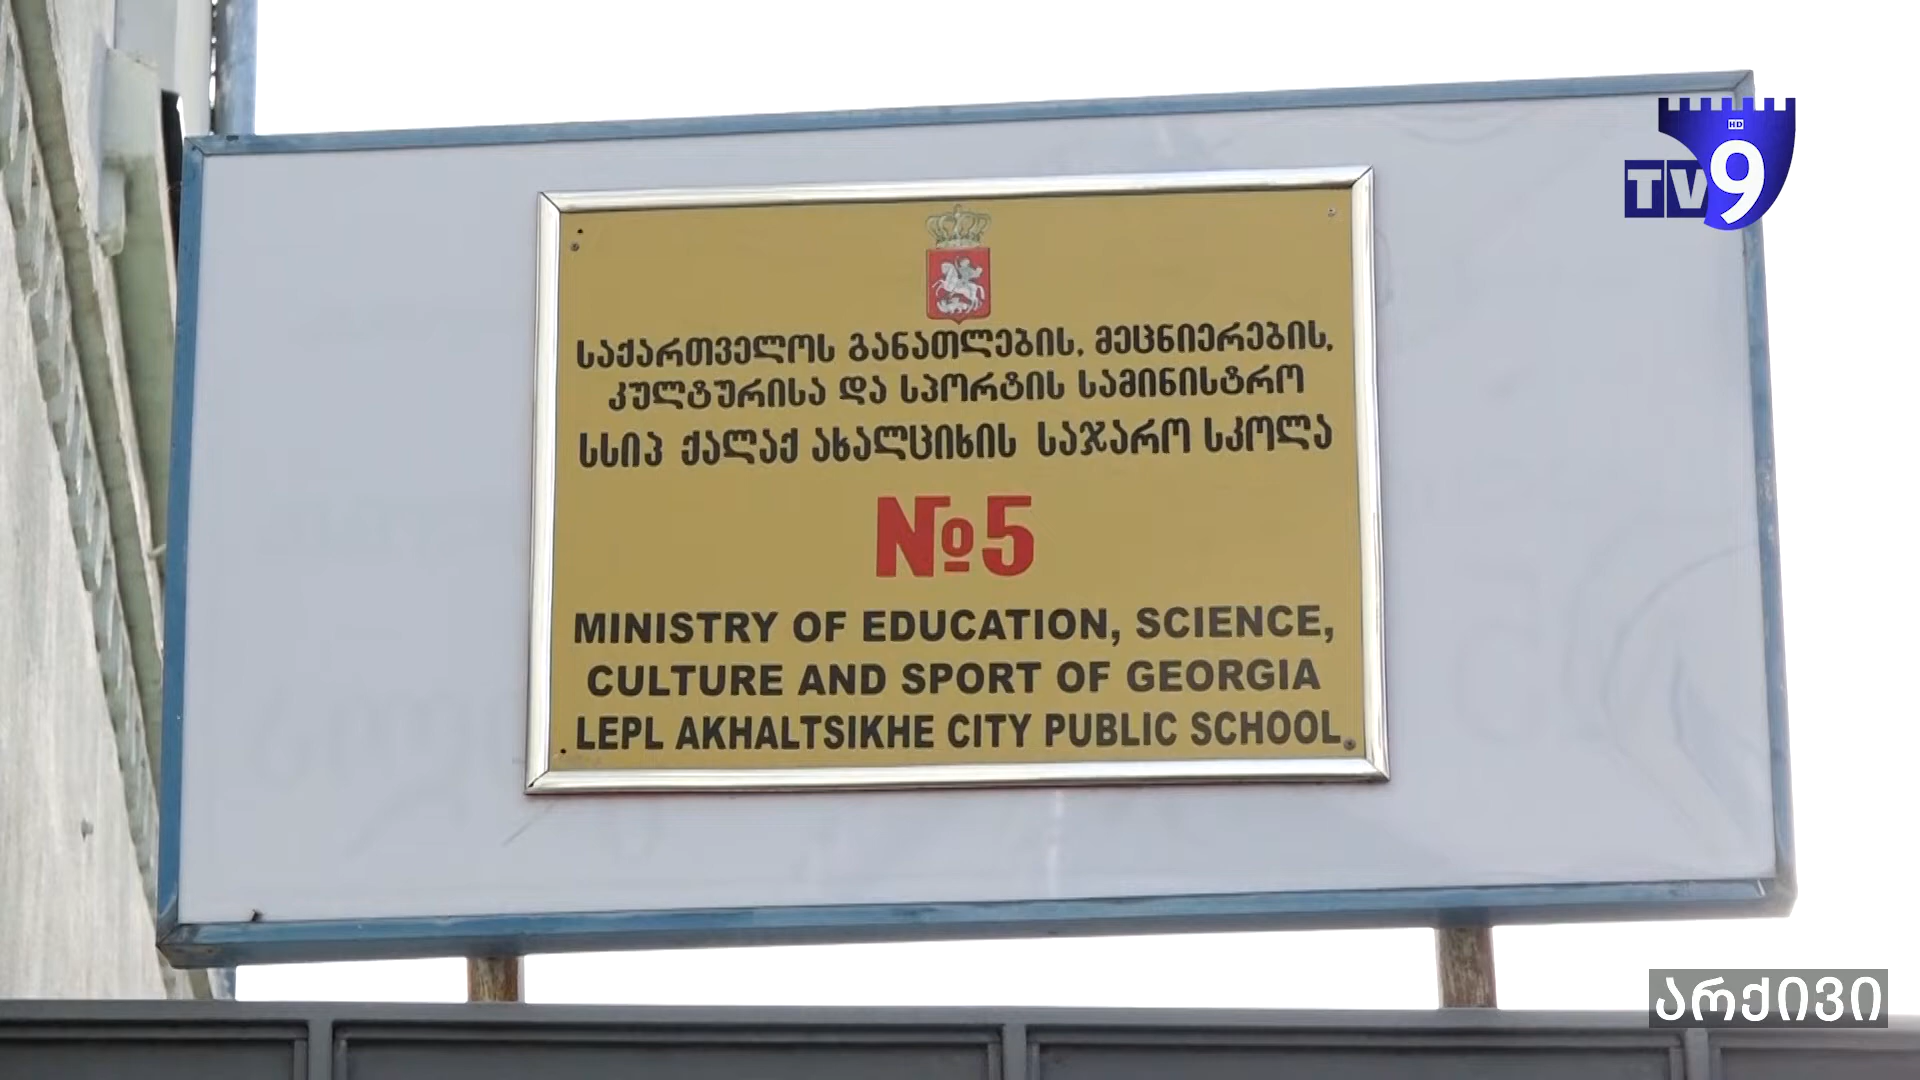 HD
TV9
საქართველოს განათლების, მეცნიერების,
კულტურისა და სპორტის სამინისტრო
სსიპ ქალაქ ახალციხის საჯარო სკოლა
№5
MINISTRY OF EDUCATION, SCIENCE,
CULTURE AND SPORT OF GEORGIA
LEPL AKHALTSIKHE CITY PUBLIC SCHOOL
არქივი